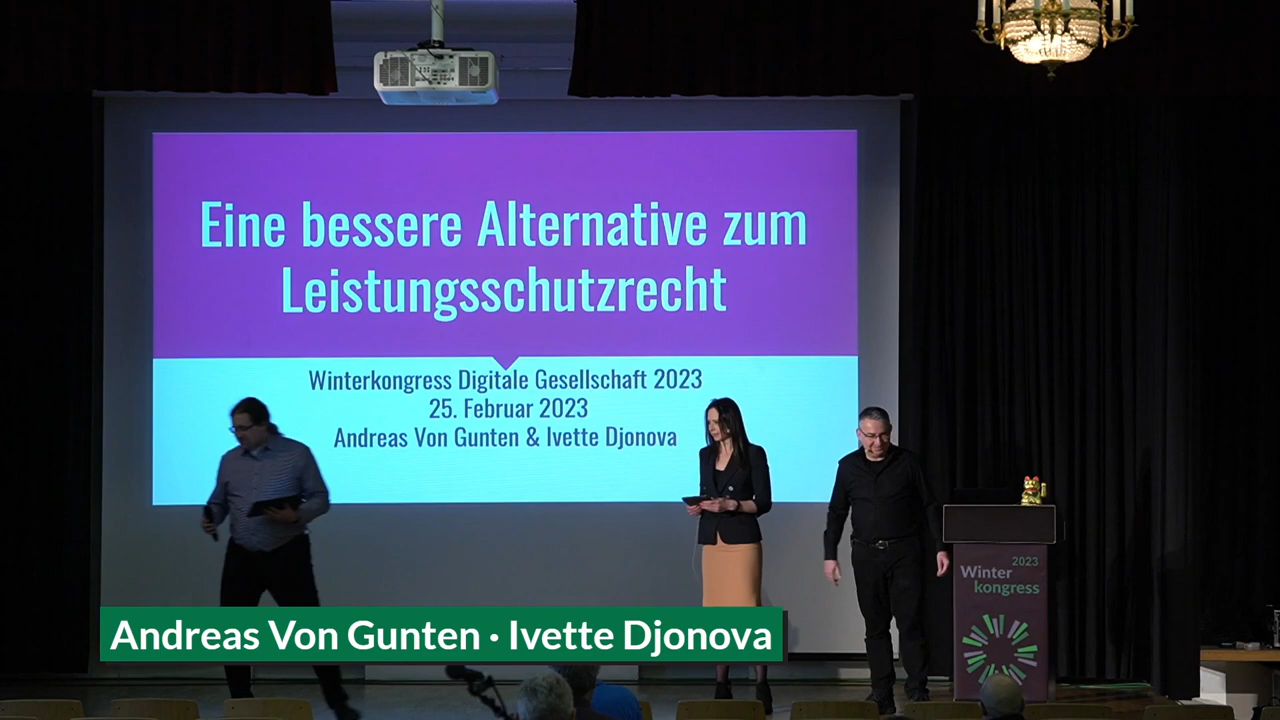 Eine bessere Alternative zum
Leistungsschutzrecht
Winterkongress Digitale Gesellschaft 2023
25. Februar 2023
Andreas Von Gunten & Ivette Djonova
2023
Winter
kongress
Andreas Von Gunten · Ivette Djonova